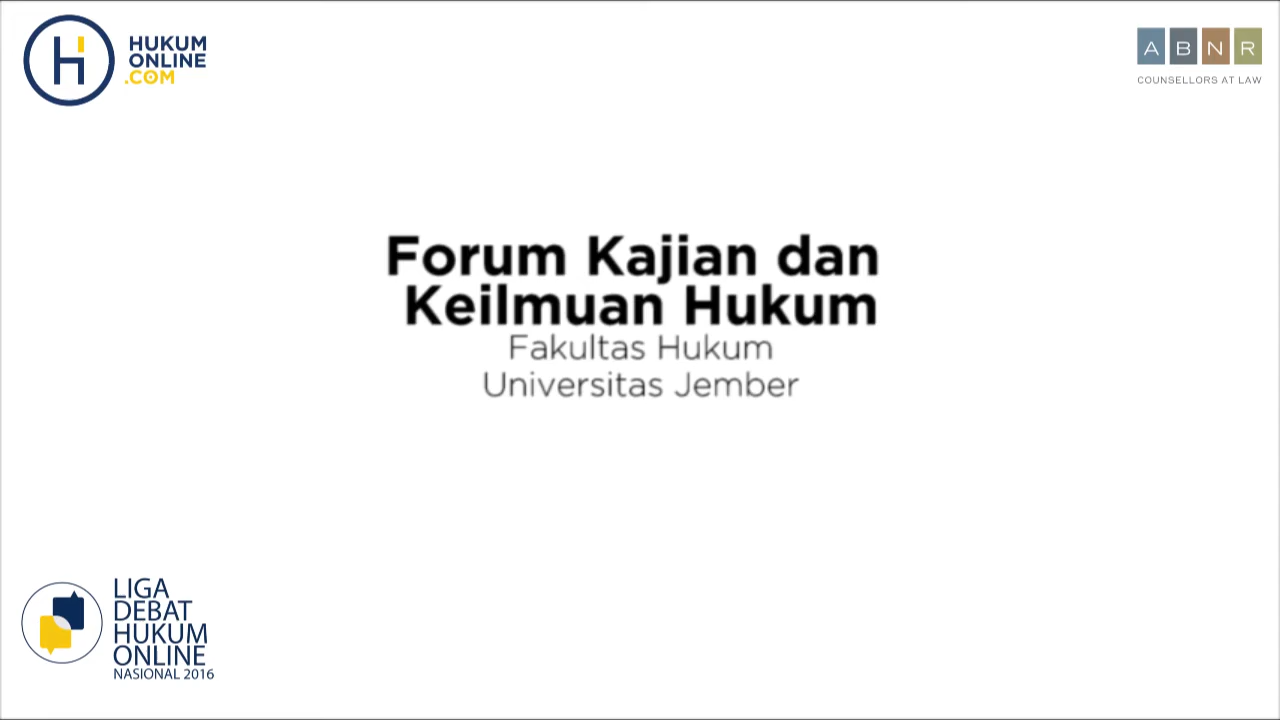 HUKUM
ONLINE
.COM
A B N R
COUNSELLORS AT LAW
Forum Kajian dan
Keilmuan Hukum
Fakultas Hukum
Universitas Jember
LIGA
DEBAT
HUKUM
ONLINE
NASIONAL 2016